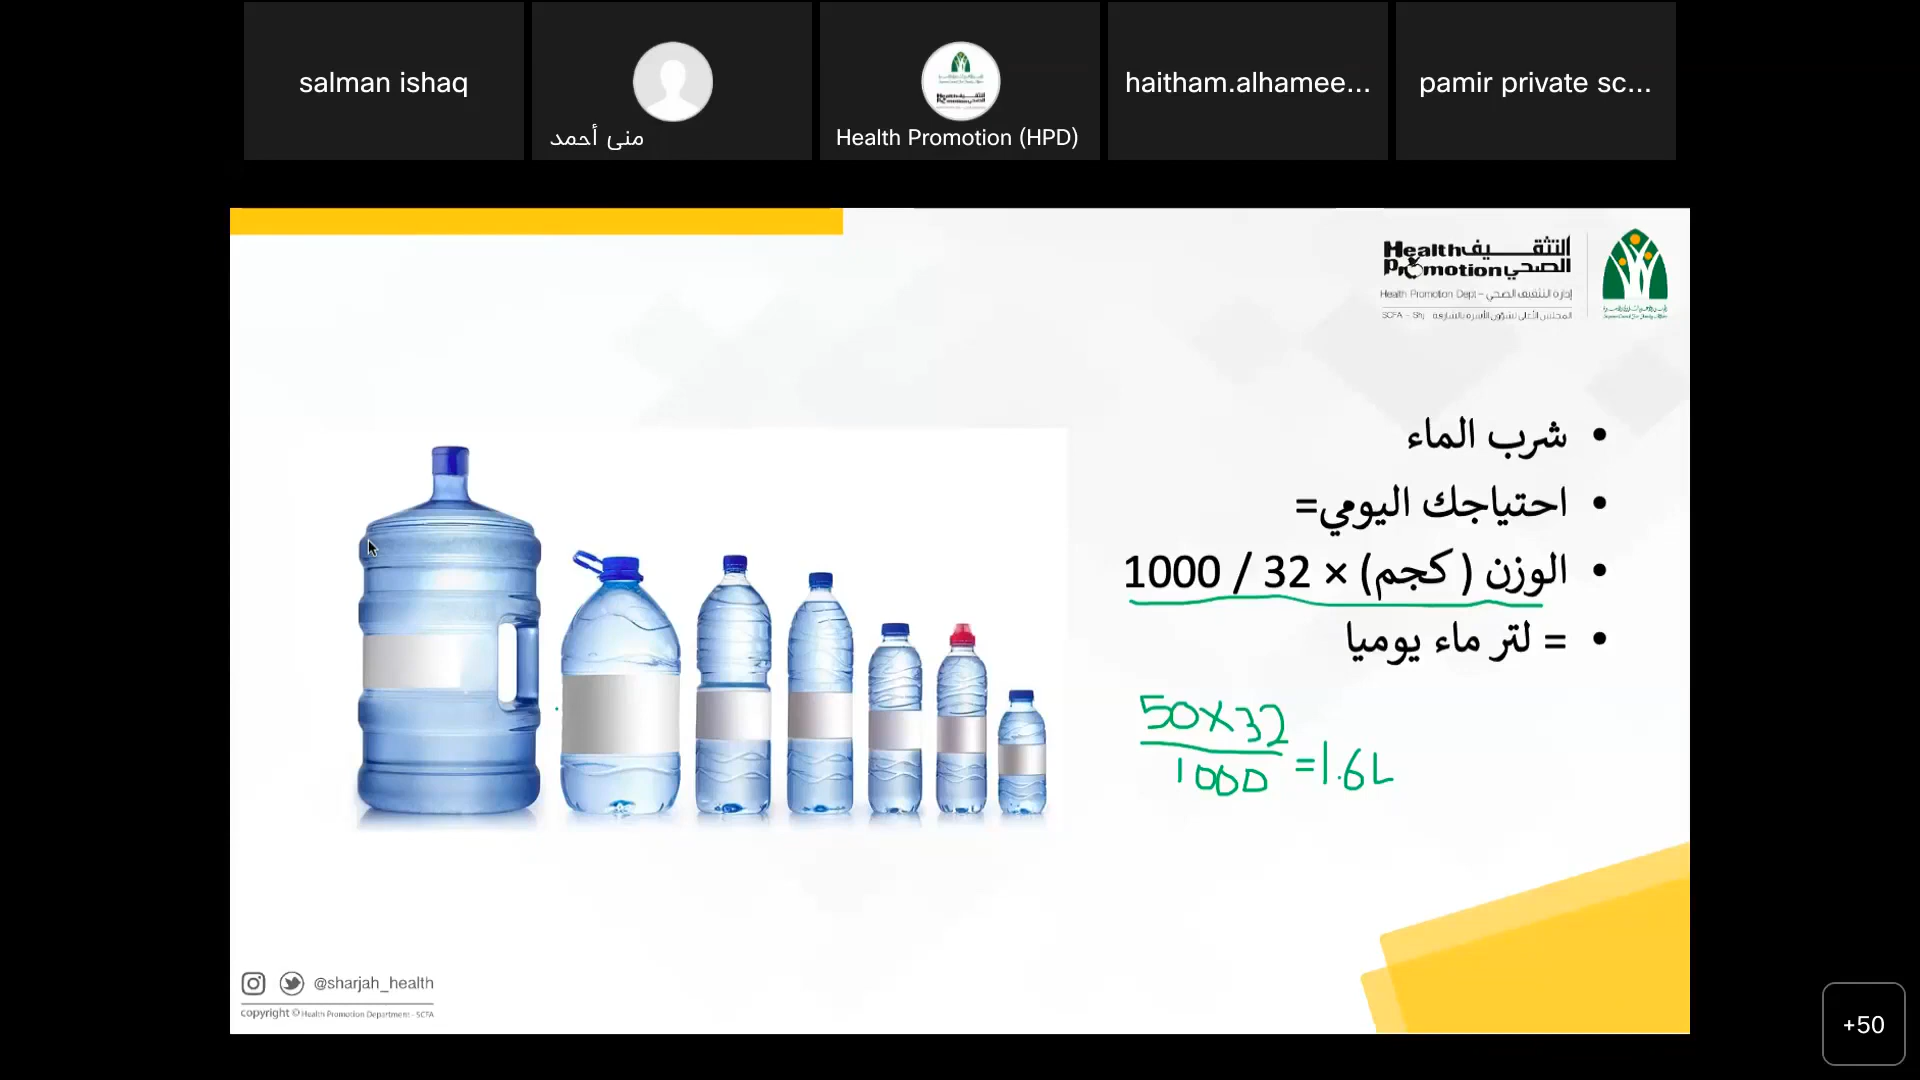 salman ishaq
منى أحمد
Health Promotion (HPD)
haitham.alhamee...
pamir private sc...
Health التثقيف
Promotion الصحي
Health Promotion Dept - إدارة التثقيف الصحي
SCFA - Shj المجلس الأعلى لشؤون الأسرة بالشارقة
• شرب الماء
• احتياجك اليومي=
• الوزن ( كجم) × 32 / 1000
• = لتر ماء يوميا
50×32
1000
=1.6L
@sharjah_health
copyright © Health Promotion Department - SCFA
+50